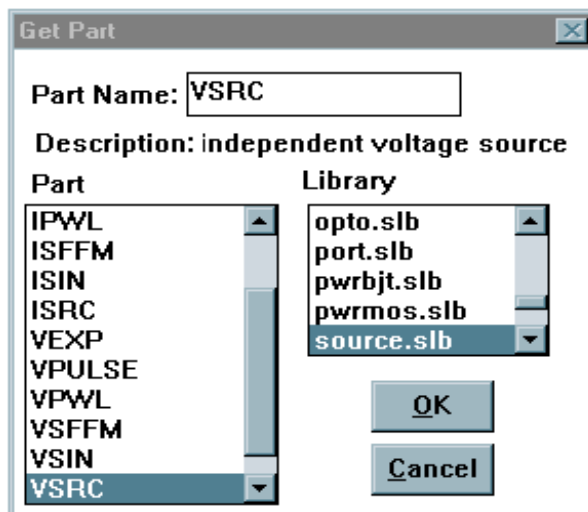 Get Part
Part Name: VSRC
Description: independent voltage source
Part
IPWL
ISFFM
ISIN
ISRC
VEXP
VPULSE
VPWL
VSFFM
VSIN
VSRC
Library
opto.slb
port.slb
pwrbjt.slb
pwrmos.slb
source.slb
OK
Cancel